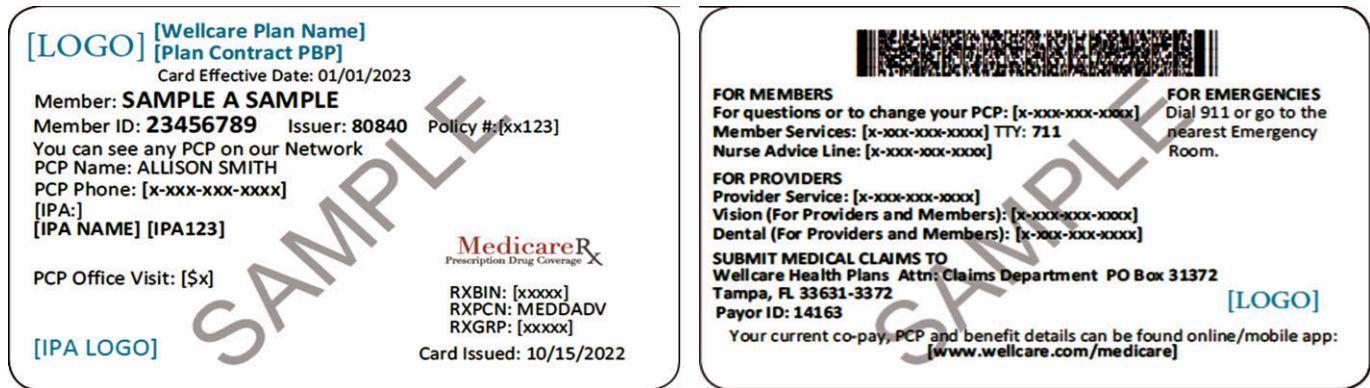 [LOGO]
[Wellcare Plan Name]
[Plan Contract PBP]
Card Effective Date: 01/01/2023
Member: SAMPLE A SAMPLE
Member ID: 23456789 Issuer: 80840 Policy #:[xx123]
You can see any PCP on our Network
PCP Name: ALLISON SMITH
PCP Phone: [x-xxx-xxx-xxxx]
[IPA:]
[IPA NAME] [IPA123]
MedicareRx
Prescription Drug Coverage
PCP Office Visit: [$x]
RXBIN: [xxxxx]
RXPCN: MEDDADV
RXGRP: [xxxxx]
[IPA LOGO]
Card Issued: 10/15/2022
SAMPLE
FOR MEMBERS
For questions or to change your PCP: [x-xxx-xxx-xxxx]
Member Services: [x-xxx-xxx-xxxx] TTY: 711
Nurse Advice Line: [x-xxx-xxx-xxxx]
FOR EMERGENCIES
Dial 911 or go to the
nearest Emergency
Room.
FOR PROVIDERS
Provider Service: [x-xxx-xxx-xxxx]
Vision (For Providers and Members): [x-xxx-xxx-xxxx]
Dental (For Providers and Members): [x-xxx-xxx-xxxx]
SUBMIT MEDICAL CLAIMS TO
Wellcare Health Plans Attn: Claims Department PO Box 31372
Tampa, FL 33631-3372
Payor ID: 14163
[LOGO]
Your current co-pay, PCP and benefit details can be found online/mobile app:
[www.wellcare.com/medicare]
SAMPLE